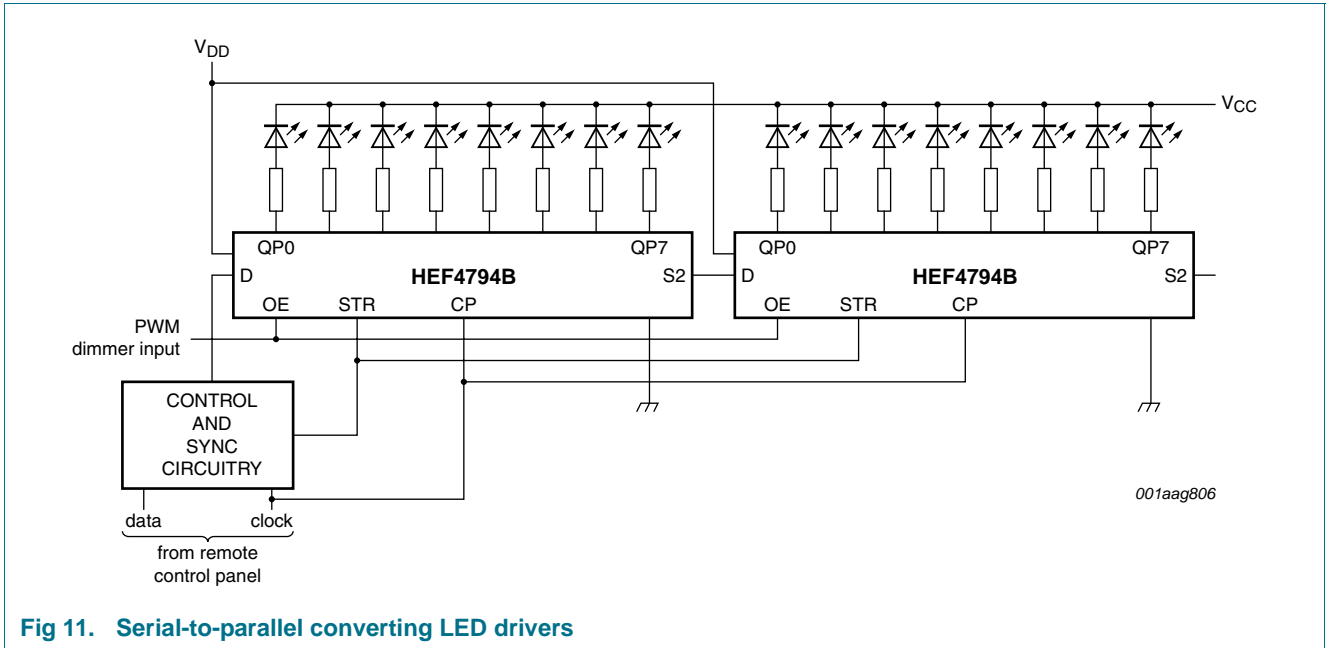 VDD
VCC
QP0 QP7 QP0 QP7
D HEF4794B S2 D HEF4794B S2
OE STR CP OE STR CP
PWM
dimmer input
CONTROL
AND
SYNC
CIRCUITRY
001aag806
data clock
from remote
control panel
Fig 11. Serial-to-parallel converting LED drivers